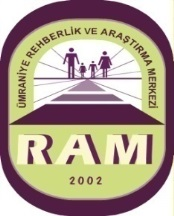 ÜMRANİYE REHBERLİK VE ARAŞTIRMA MERKEZİ
RAM
2002